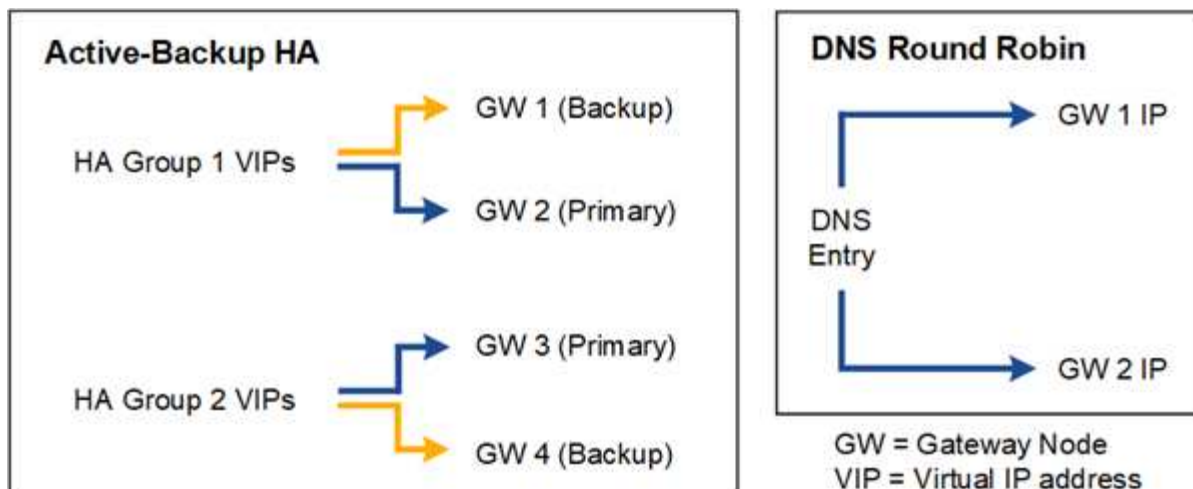 Active-Backup HA
HA Group 1 VIPs
GW 1 (Backup)
GW 2 (Primary)
HA Group 2 VIPs
GW 3 (Primary)
GW 4 (Backup)
DNS Round Robin
DNS
Entry
GW 1 IP
GW 2 IP
GW = Gateway Node
VIP = Virtual IP address